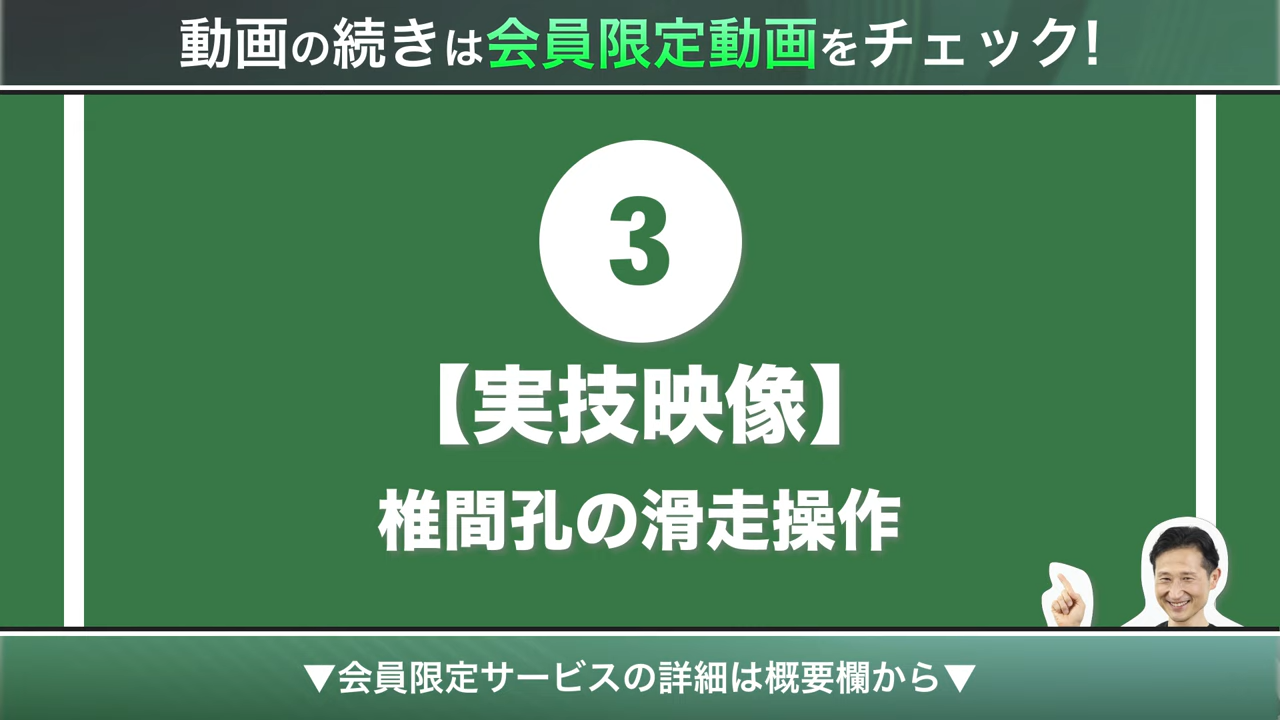 動画の続きは会員限定動画をチェック!
3
【実技映像】
椎間孔の滑走操作
▼会員限定サービスの詳細は概要欄から▼